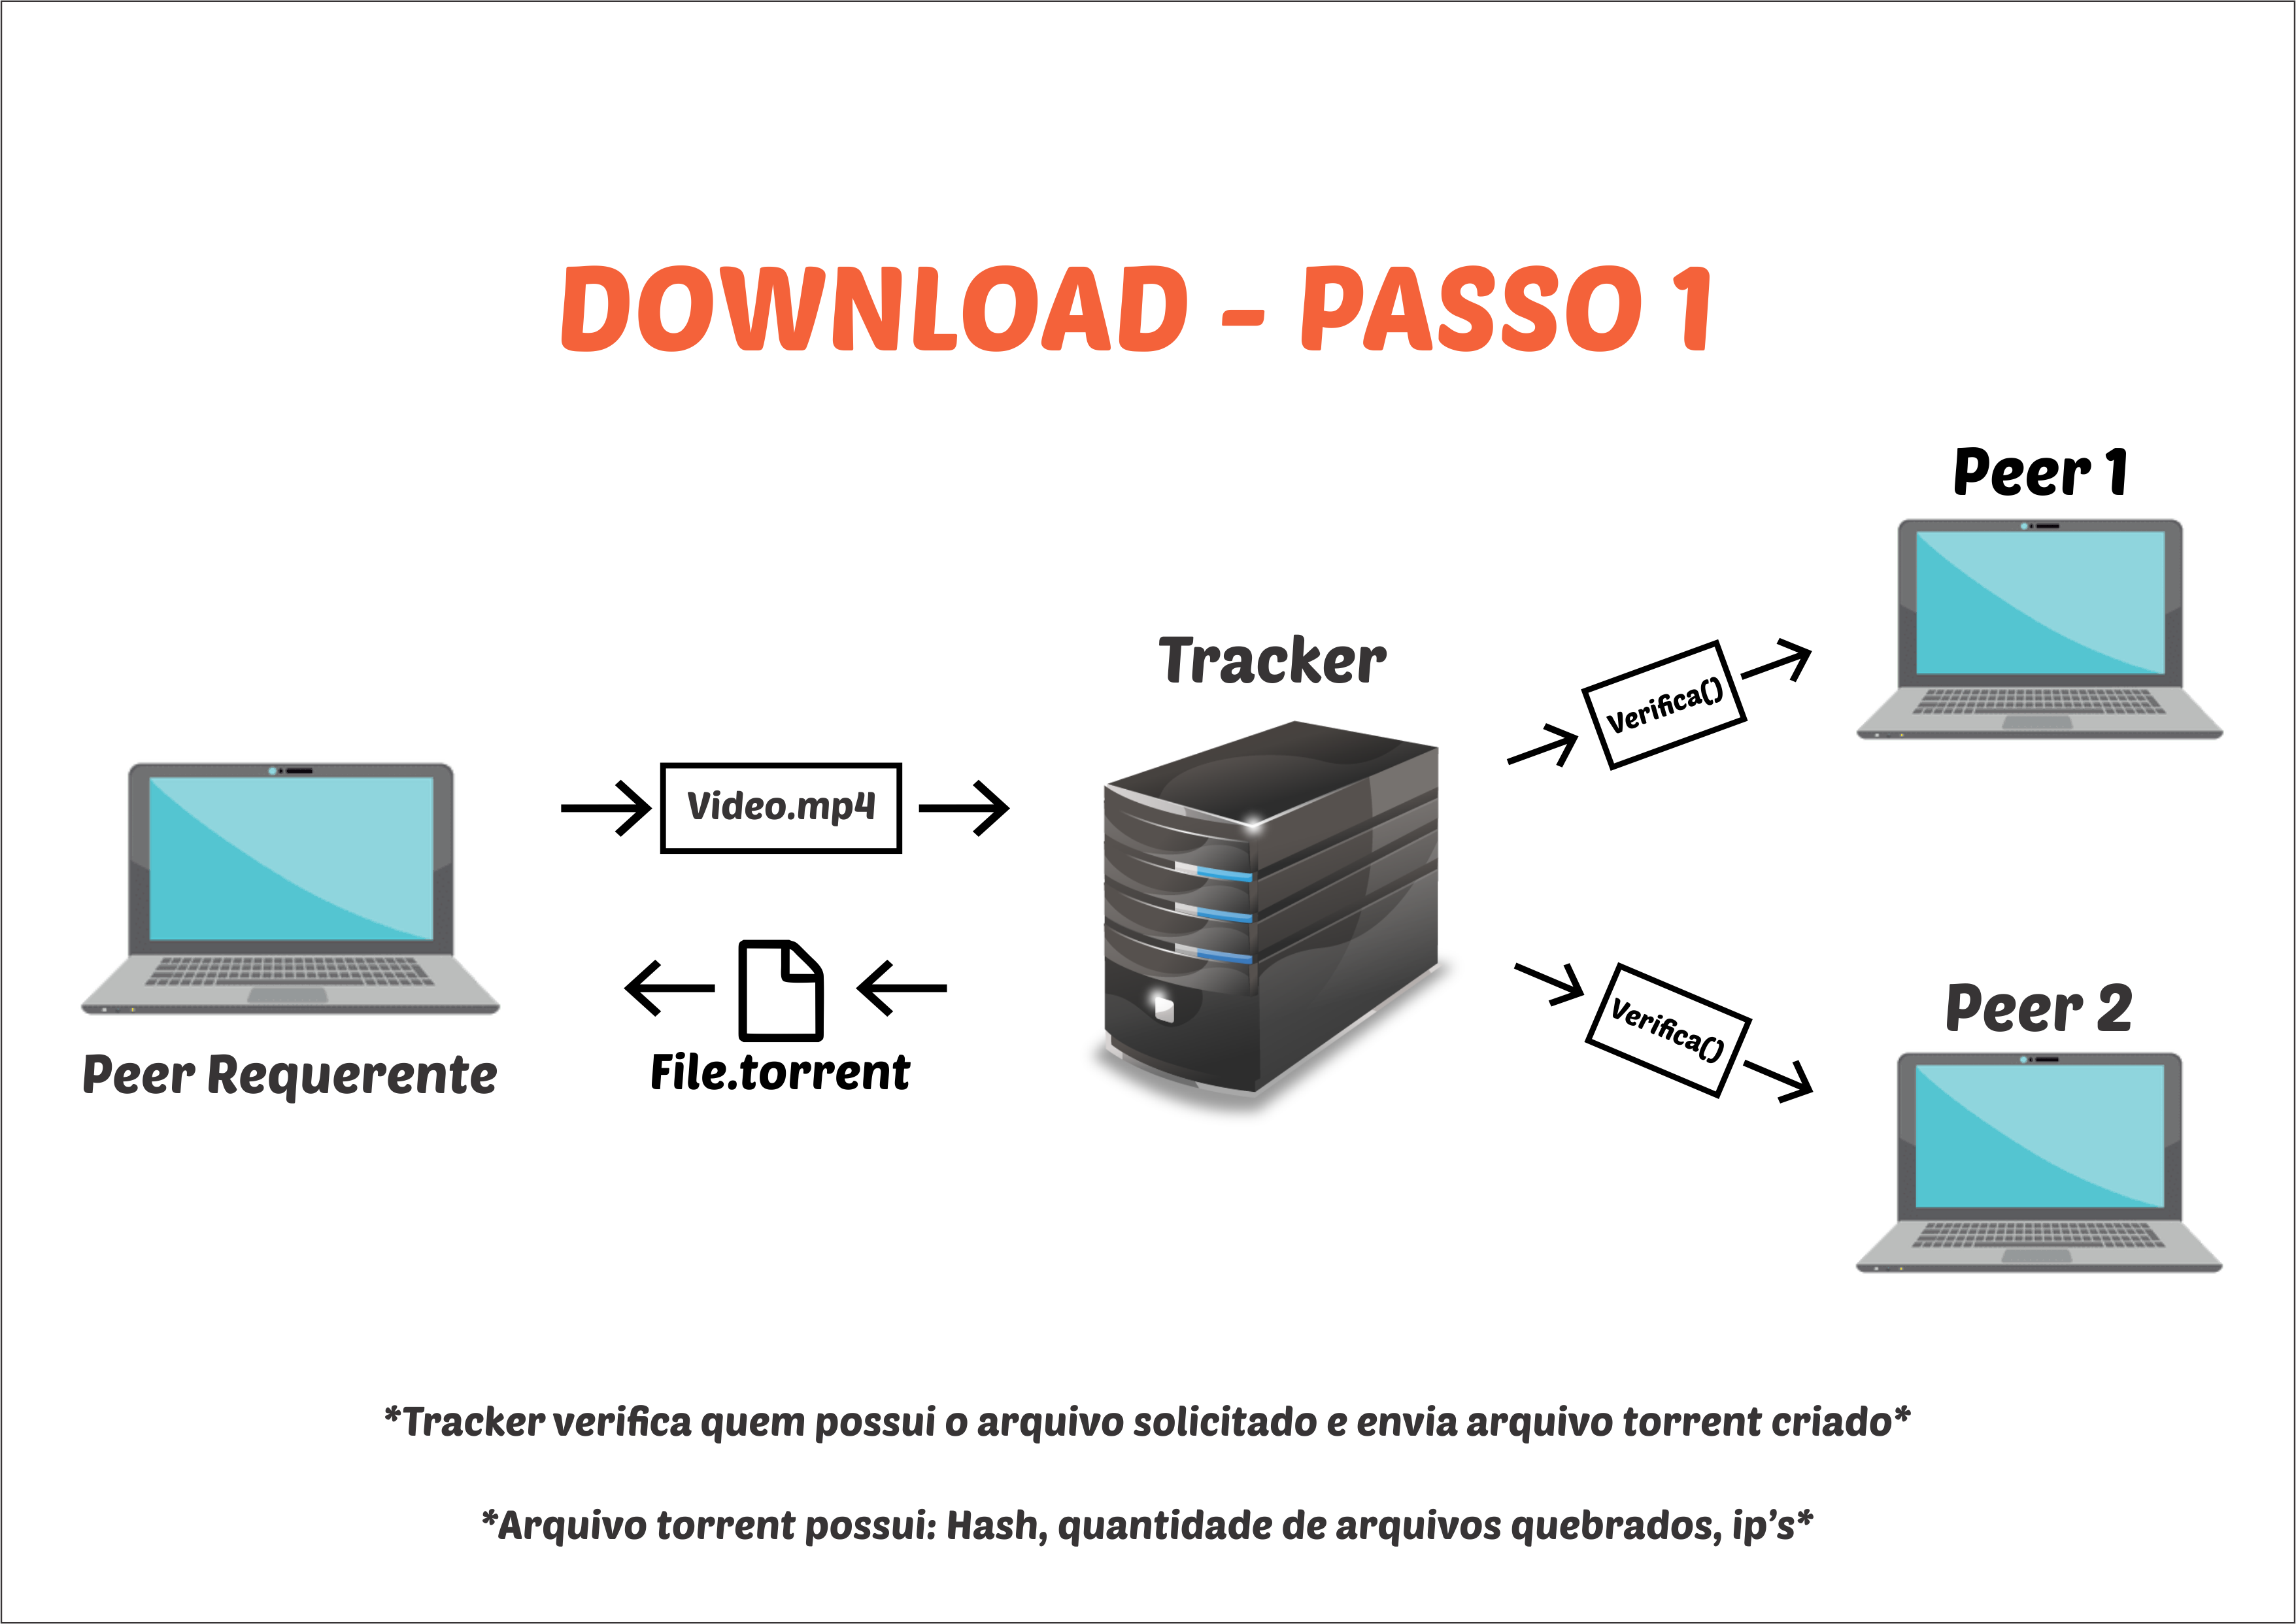 DOWNLOAD - PASSO 1
Peer 1
Tracker
Verifica()
Video.mp4
Verifica()
Peer 2
Peer Requerente
File.torrent
*Tracker verifica quem possui o arquivo solicitado e envia arquivo torrent criado*
*Arquivo torrent possui: Hash, quantidade de arquivos quebrados, ip’s*